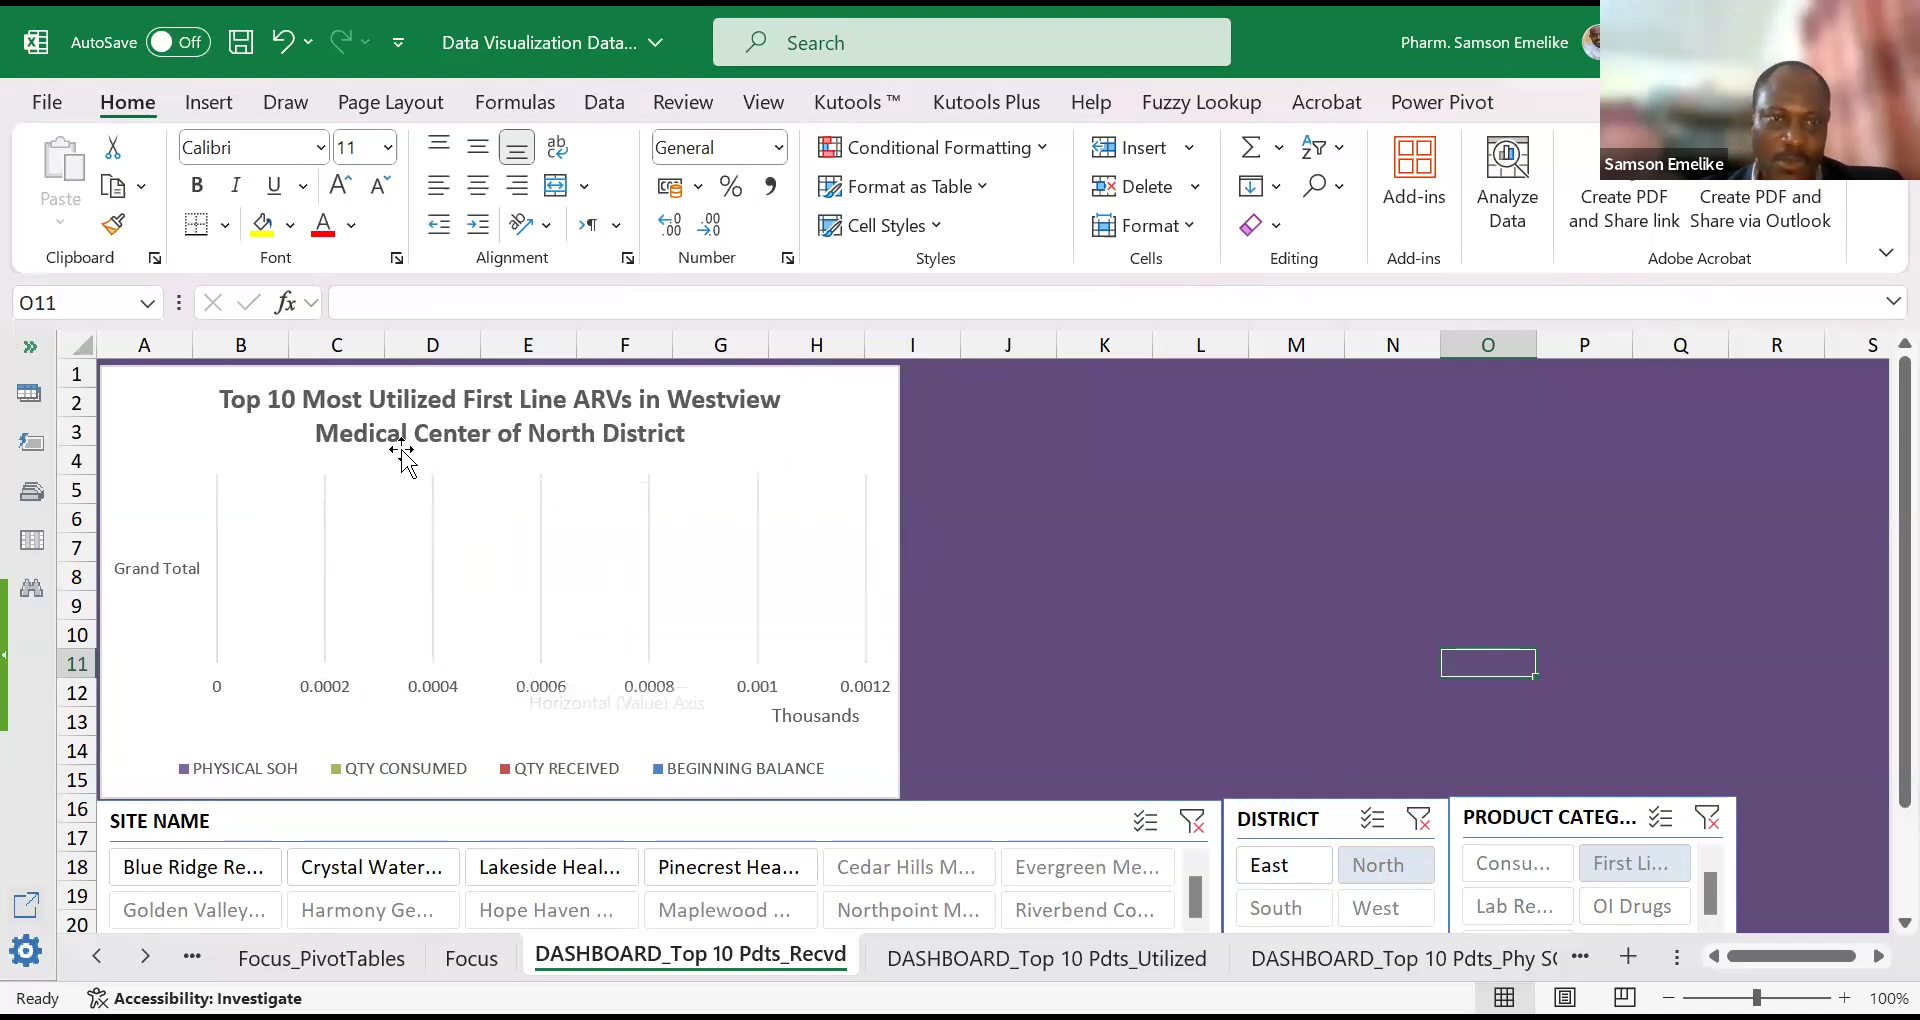 AutoSave Off Data Visualization Data... Search Pharm. Samson Emelike
File Home Insert Draw Page Layout Formulas Data Review View Kutools ™ Kutools Plus Help Fuzzy Lookup Acrobat Power Pivot
Paste
Clipboard
Calibri 11
B I U A A
A
Font
ab
Alignment
General
% 
.00
Number
Conditional Formatting
Format as Table
Cell Styles
Styles
Insert
Delete
Format
Cells
Editing
Add-ins
Add-ins
Analyze
Data
Create PDF
and Share link
Create PDF and
Share via Outlook
Adobe Acrobat
Samson Emelike
O11 fx
A B C D E F G H I J K L M N O P Q R S
1
2
3
4
5
6
7
8
9
10
11
12
13
14
15
16
17
18
19
20
Top 10 Most Utilized First Line ARVs in Westview
Medical Center of North District
Grand Total
0 0.0002 0.0004 0.0006 0.0008 0.001 0.0012
Horizontal (Value) Axis
Thousands
PHYSICAL SOH QTY CONSUMED QTY RECEIVED BEGINNING BALANCE
SITE NAME
Blue Ridge Re... Crystal Water... Lakeside Heal... Pinecrest Hea... Cedar Hills M... Evergreen Me...
Golden Valley... Harmony Ge... Hope Haven ... Maplewood ... Northpoint M... Riverbend Co...
DISTRICT
East North
South West
PRODUCT CATEG...
Consu... First Li...
Lab Re... OI Drugs
Focus_PivotTables Focus DASHBOARD_Top 10 Pdts_Recvd DASHBOARD_Top 10 Pdts_Utilized DASHBOARD_Top 10 Pdts_Phy SO
Ready Accessibility: Investigate 100%